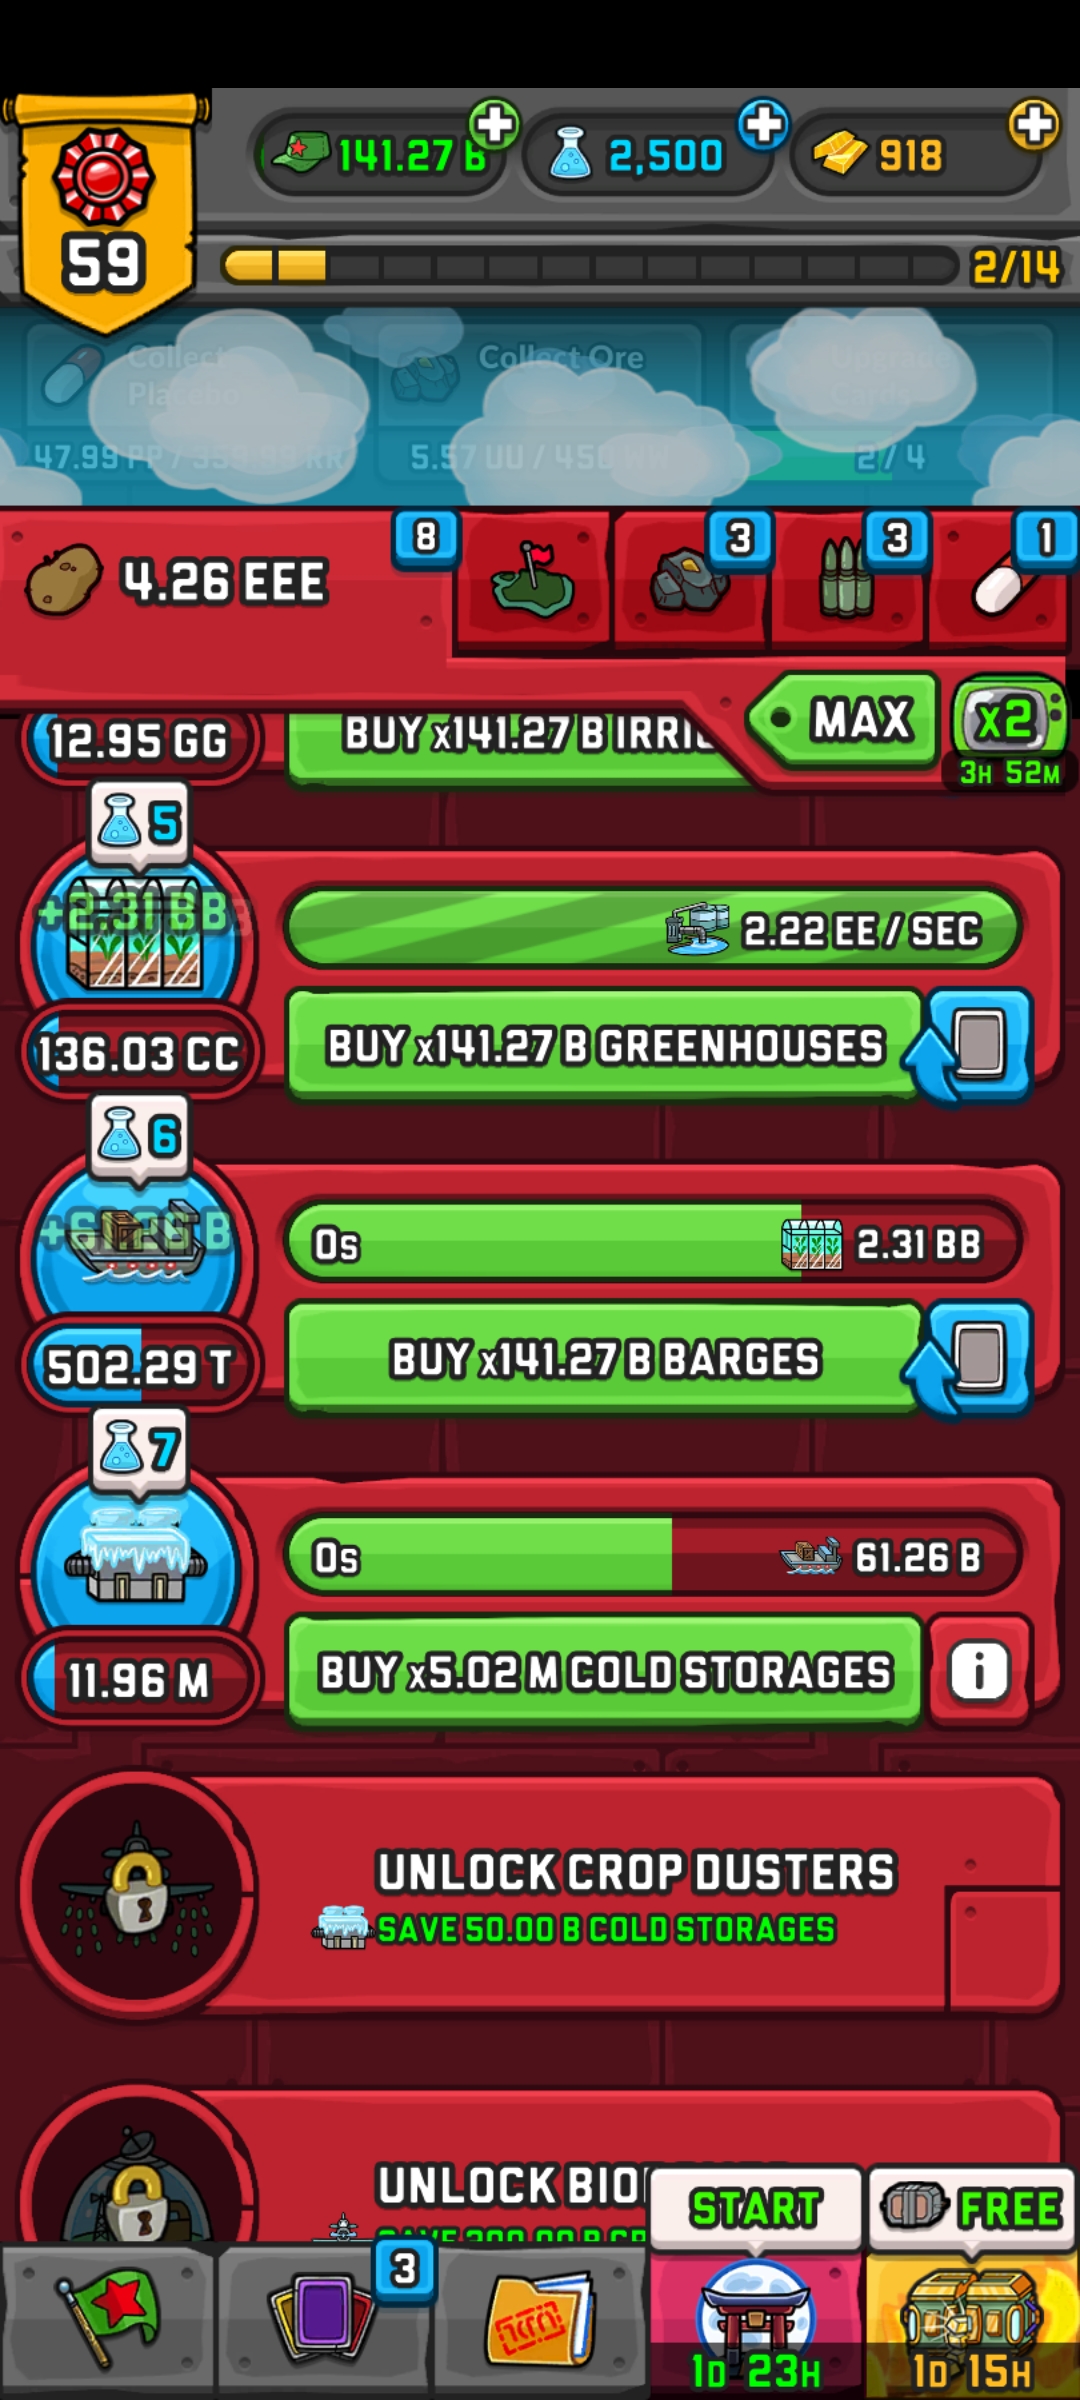 141.27 B
2,500
918
59
2/14
Collect Placebo
Collect Ore
Upgrade Cards
47.99 PP / 359.99 RR
5.57 UU / 450 WW
2 / 4
4.26 EEE
8
3
3
1
MAX
x2
3H 52M
12.95 GG
BUY x141.27 B IRRIG
5
+2.31 BB
2.22 EE / SEC
136.03 CC
BUY x141.27 B GREENHOUSES
6
+61.26 B
0s
2.31 BB
502.29 T
BUY x141.27 B BARGES
7
0s
61.26 B
11.96 M
BUY x5.02 M COLD STORAGES
UNLOCK CROP DUSTERS
SAVE 50.00 B COLD STORAGES
UNLOCK BIO
START
FREE
3
1D 23H
1D 15H